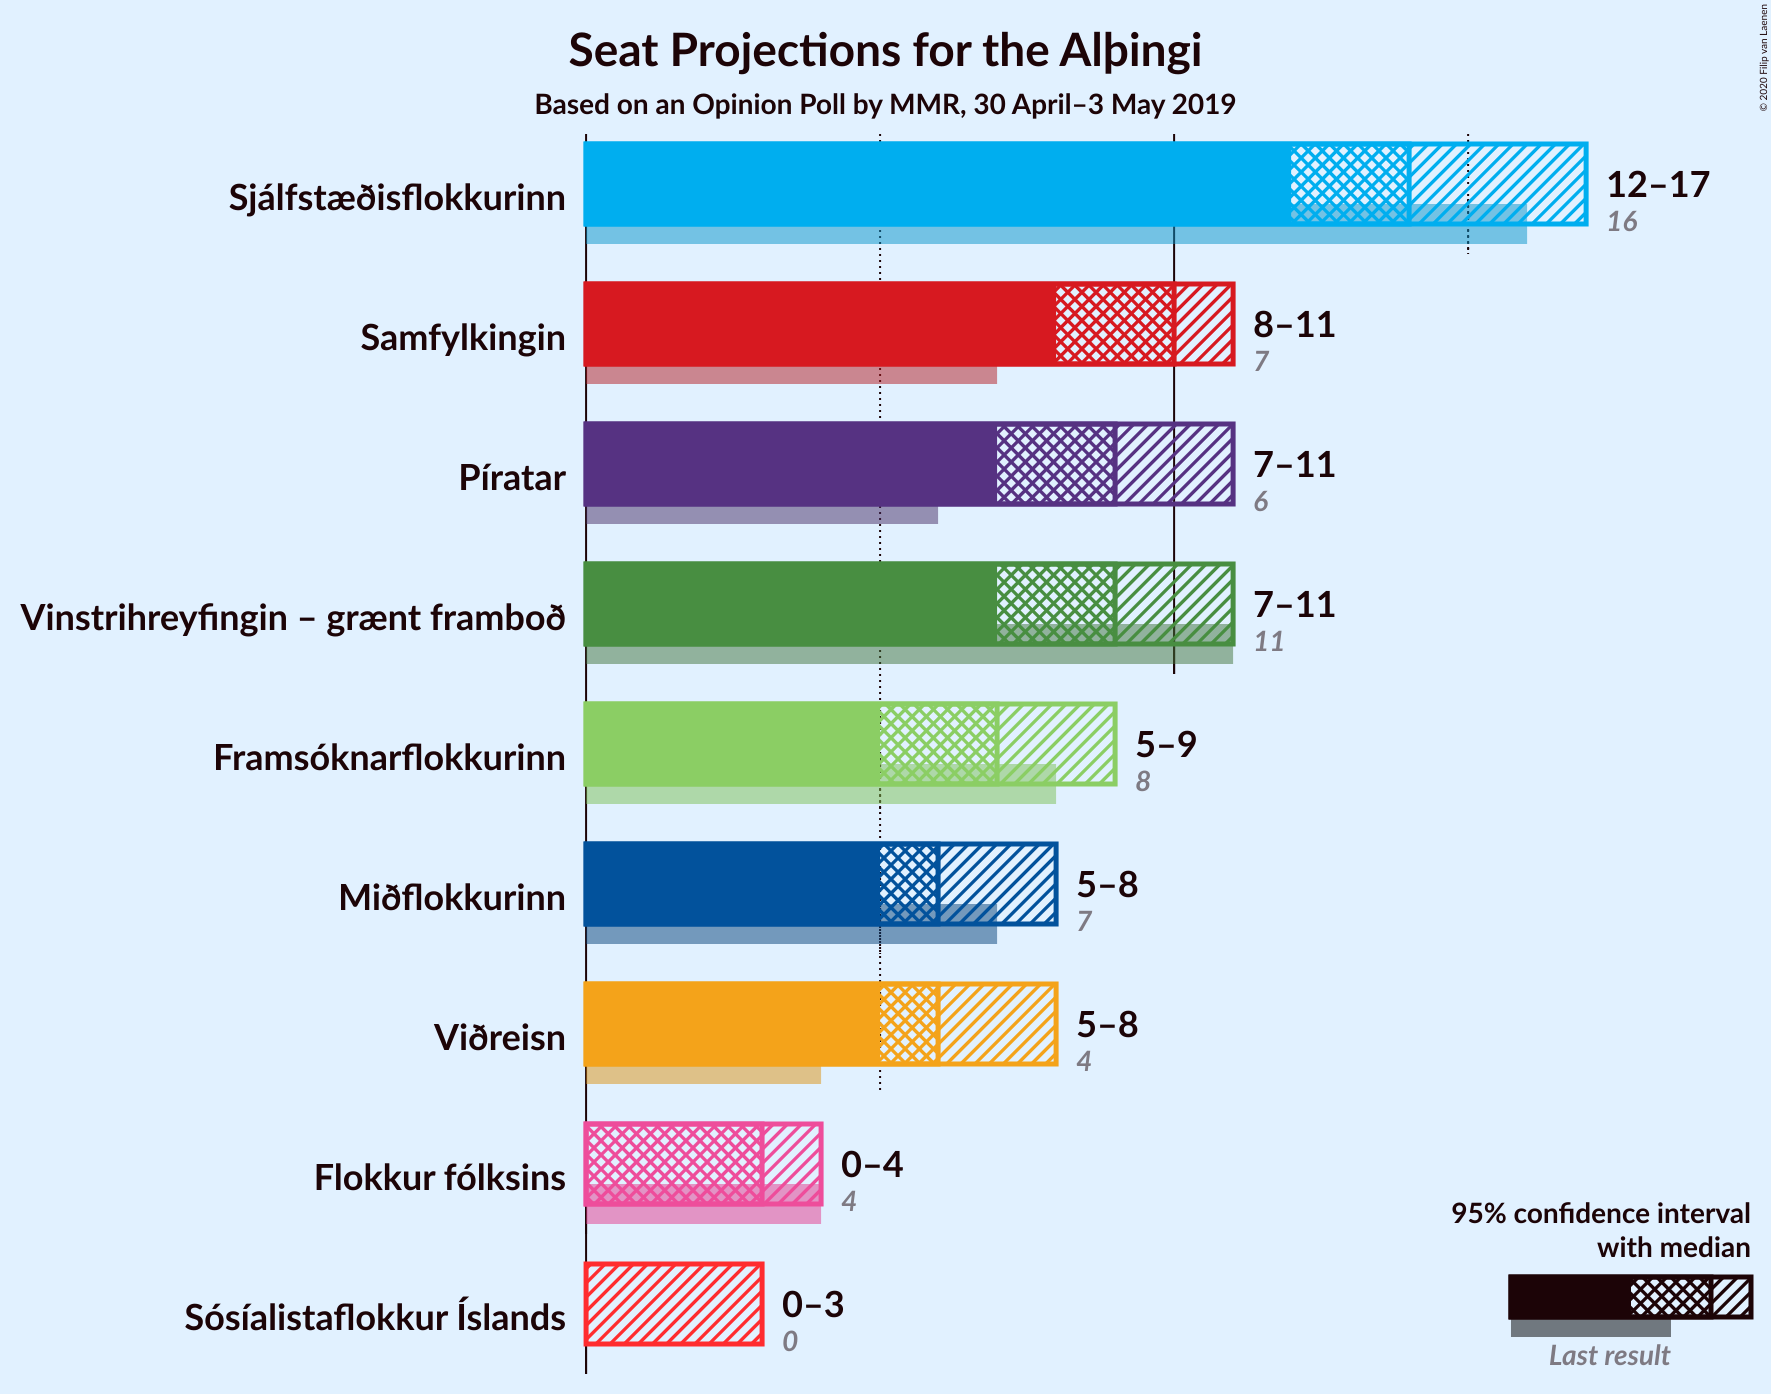 Seat Projections for the Alþingi
Based on an Opinion Poll by MMR, 30 April–3 May 2019
© 2020 Filip van Laenen
Sjálfstæðisflokkurinn
12–17
16
Samfylkingin
8–11
7
Píratar
7–11
6
Vinstrihreyfingin – grænt framboð
7–11
11
Framsóknarflokkurinn
5–9
8
Miðflokkurinn
5–8
7
Viðreisn
5–8
4
Flokkur fólksins
0–4
4
Sósíalistaflokkur Íslands
0–3
0
95% confidence interval
with median
Last result